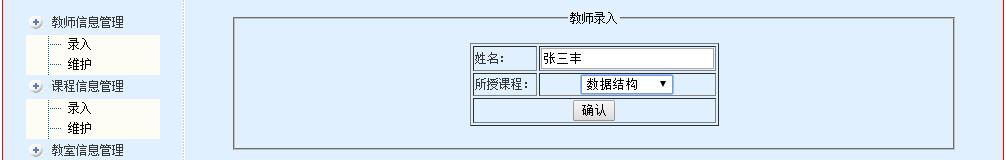 教师信息管理
录入
维护
课程信息管理
录入
维护
教室信息管理
教师录入
姓名： 张三丰
所授课程： 数据结构
确认